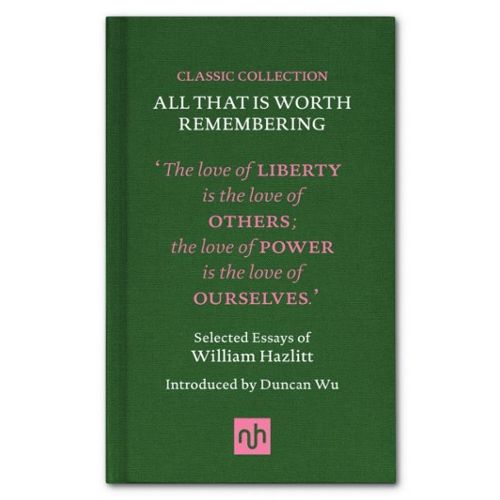 CLASSIC COLLECTION
ALL THAT IS WORTH
REMEMBERING
‘The love of LIBERTY
is the love of
OTHERS;
the love of POWER
is the love of
OURSELVES.’
Selected Essays of
William Hazlitt
Introduced by Duncan Wu
nh